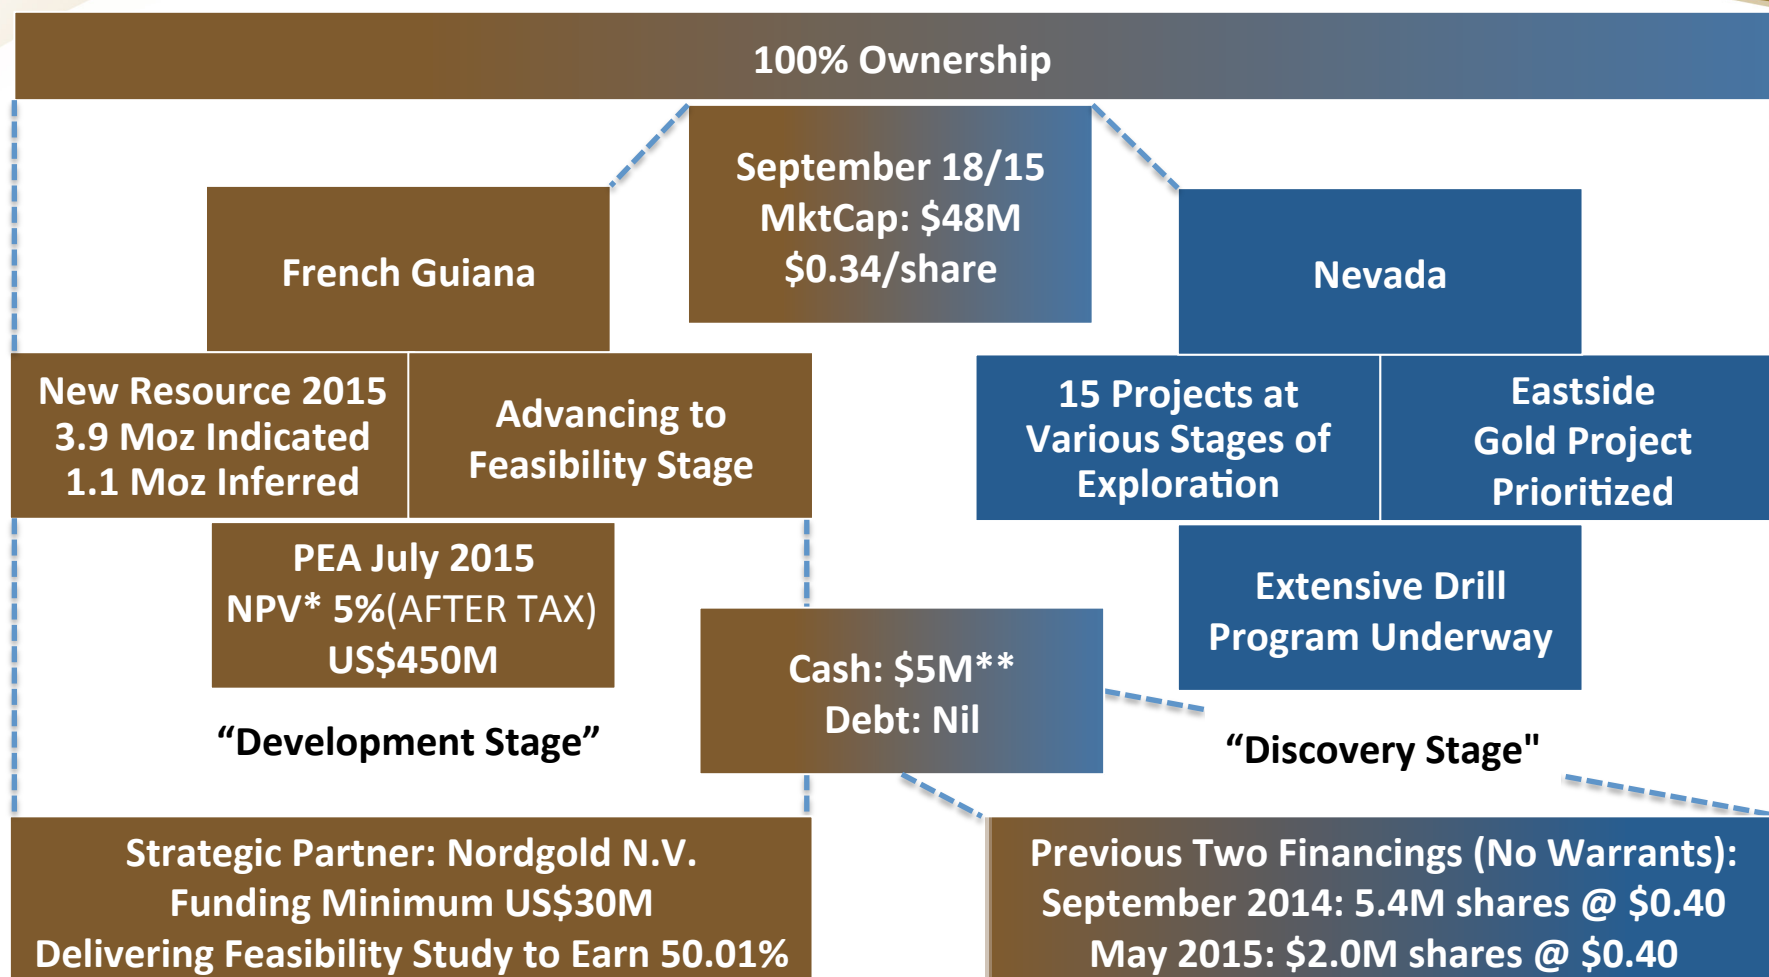 100% Ownership
September 18/15
MktCap: $48M
$0.34/share
French Guiana
Nevada
New Resource 2015
3.9 Moz Indicated
1.1 Moz Inferred
Advancing to
Feasibility Stage
15 Projects at
Various Stages of
Exploration
Eastside
Gold Project
Prioritized
PEA July 2015
NPV* 5%(AFTER TAX)
US$450M
Extensive Drill
Program Underway
Cash: $5M**
Debt: Nil
“Development Stage”
“Discovery Stage"
Strategic Partner: Nordgold N.V.
Funding Minimum US$30M
Delivering Feasibility Study to Earn 50.01%
Previous Two Financings (No Warrants):
September 2014: 5.4M shares @ $0.40
May 2015: $2.0M shares @ $0.40